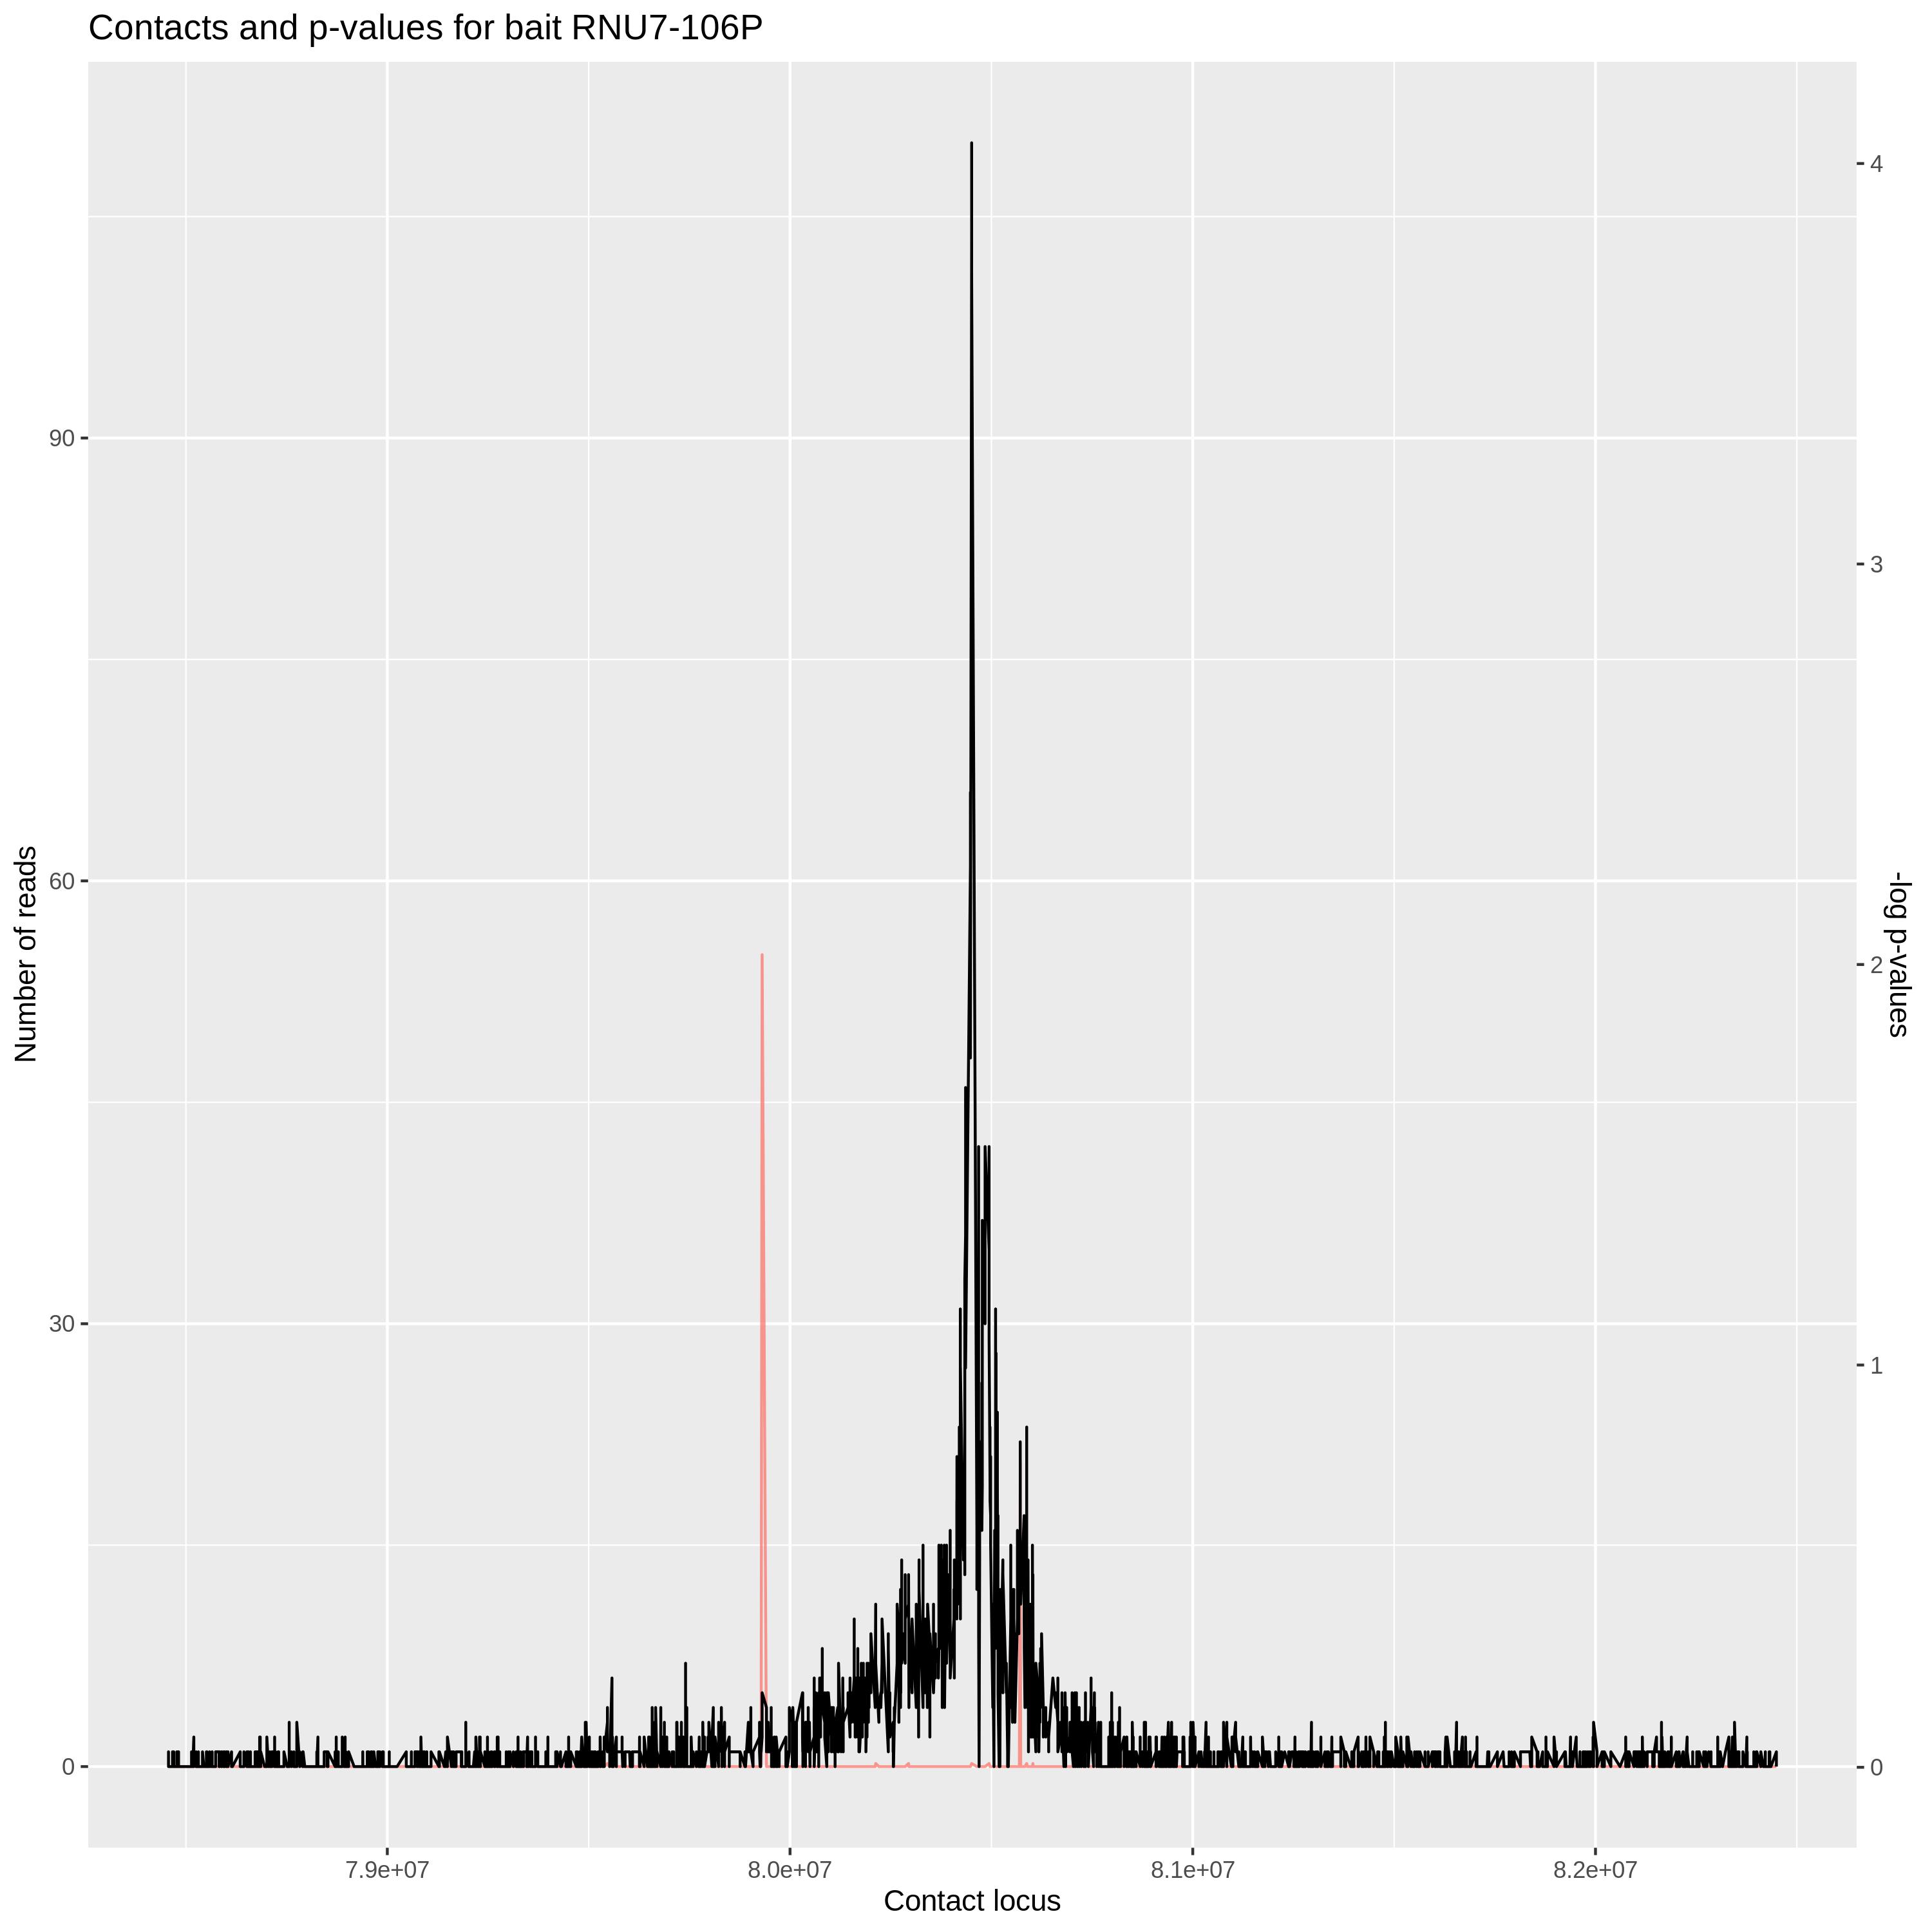 Contacts and p-values for bait RNU7-106P
90
60
30
0
4
3
2
1
0
Number of reads
-log p-values
7.9e+07
8.0e+07
8.1e+07
8.2e+07
Contact locus